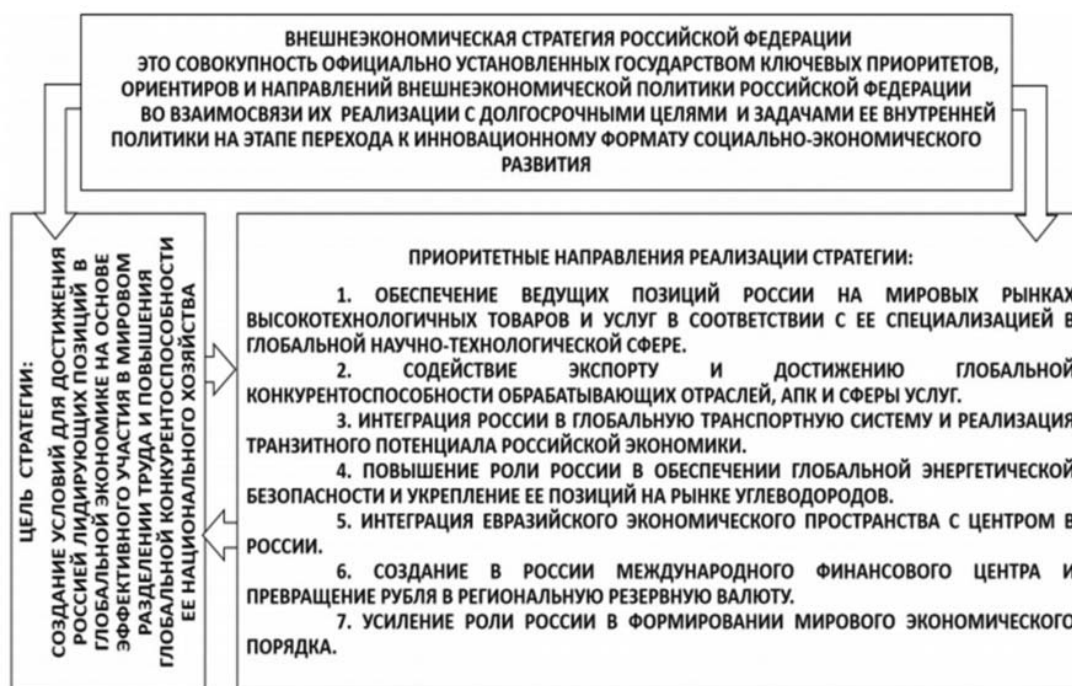 ВНЕШНЕЭКОНОМИЧЕСКАЯ СТРАТЕГИЯ РОССИЙСКОЙ ФЕДЕРАЦИИ
ЭТО СОВОКУПНОСТЬ ОФИЦИАЛЬНО УСТАНОВЛЕННЫХ ГОСУДАРСТВОМ КЛЮЧЕВЫХ ПРИОРИТЕТОВ,
ОРИЕНТИРОВ И НАПРАВЛЕНИЙ ВНЕШНЕЭКОНОМИЧЕСКОЙ ПОЛИТИКИ РОССИЙСКОЙ ФЕДЕРАЦИИ
ВО ВЗАИМОСВЯЗИ ИХ РЕАЛИЗАЦИИ С ДОЛГОСРОЧНЫМИ ЦЕЛЯМИ И ЗАДАЧАМИ ЕЕ ВНУТРЕННЕЙ
ПОЛИТИКИ НА ЭТАПЕ ПЕРЕХОДА К ИННОВАЦИОННОМУ ФОРМАТУ СОЦИАЛЬНО-ЭКОНОМИЧЕСКОГО
РАЗВИТИЯ
ЦЕЛЬ СТРАТЕГИИ:
СОЗДАНИЕ УСЛОВИЙ ДЛЯ ДОСТИЖЕНИЯ
РОССИЕЙ ЛИДИРУЮЩИХ ПОЗИЦИЙ В
ГЛОБАЛЬНОЙ ЭКОНОМИКЕ НА ОСНОВЕ
ЭФФЕКТИВНОГО УЧАСТИЯ В МИРОВОМ
РАЗДЕЛЕНИИ ТРУДА И ПОВЫШЕНИЯ
ГЛОБАЛЬНОЙ КОНКУРЕНТОСПОСОБНОСТИ
ЕЕ НАЦИОНАЛЬНОГО ХОЗЯЙСТВА
ПРИОРИТЕТНЫЕ НАПРАВЛЕНИЯ РЕАЛИЗАЦИИ СТРАТЕГИИ:
1. ОБЕСПЕЧЕНИЕ ВЕДУЩИХ ПОЗИЦИЙ РОССИИ НА МИРОВЫХ РЫНКАХ
ВЫСОКОТЕХНОЛОГИЧНЫХ ТОВАРОВ И УСЛУГ В СООТВЕТСТВИИ С ЕЕ СПЕЦИАЛИЗАЦИЕЙ В
ГЛОБАЛЬНОЙ НАУЧНО-ТЕХНОЛОГИЧЕСКОЙ СФЕРЕ.
2. СОДЕЙСТВИЕ ЭКСПОРТУ И ДОСТИЖЕНИЮ ГЛОБАЛЬНОЙ
КОНКУРЕНТОСПОСОБНОСТИ ОБРАБАТЫВАЮЩИХ ОТРАСЛЕЙ, АПК И СФЕРЫ УСЛУГ.
3. ИНТЕГРАЦИЯ РОССИИ В ГЛОБАЛЬНУЮ ТРАНСПОРТНУЮ СИСТЕМУ И РЕАЛИЗАЦИЯ
ТРАНЗИТНОГО ПОТЕНЦИАЛА РОССИЙСКОЙ ЭКОНОМИКИ.
4. ПОВЫШЕНИЕ РОЛИ РОССИИ В ОБЕСПЕЧЕНИИ ГЛОБАЛЬНОЙ ЭНЕРГЕТИЧЕСКОЙ
БЕЗОПАСНОСТИ И УКРЕПЛЕНИЕ ЕЕ ПОЗИЦИЙ НА РЫНКЕ УГЛЕВОДОРОДОВ.
5. ИНТЕГРАЦИЯ ЕВРАЗИЙСКОГО ЭКОНОМИЧЕСКОГО ПРОСТРАНСТВА С ЦЕНТРОМ В
РОССИИ.
6. СОЗДАНИЕ В РОССИИ МЕЖДУНАРОДНОГО ФИНАНСОВОГО ЦЕНТРА И
ПРЕВРАЩЕНИЕ РУБЛЯ В РЕГИОНАЛЬНУЮ РЕЗЕРВНУЮ ВАЛЮТУ.
7. УСИЛЕНИЕ РОЛИ РОССИИ В ФОРМИРОВАНИИ МИРОВОГО ЭКОНОМИЧЕСКОГО
ПОРЯДКА.